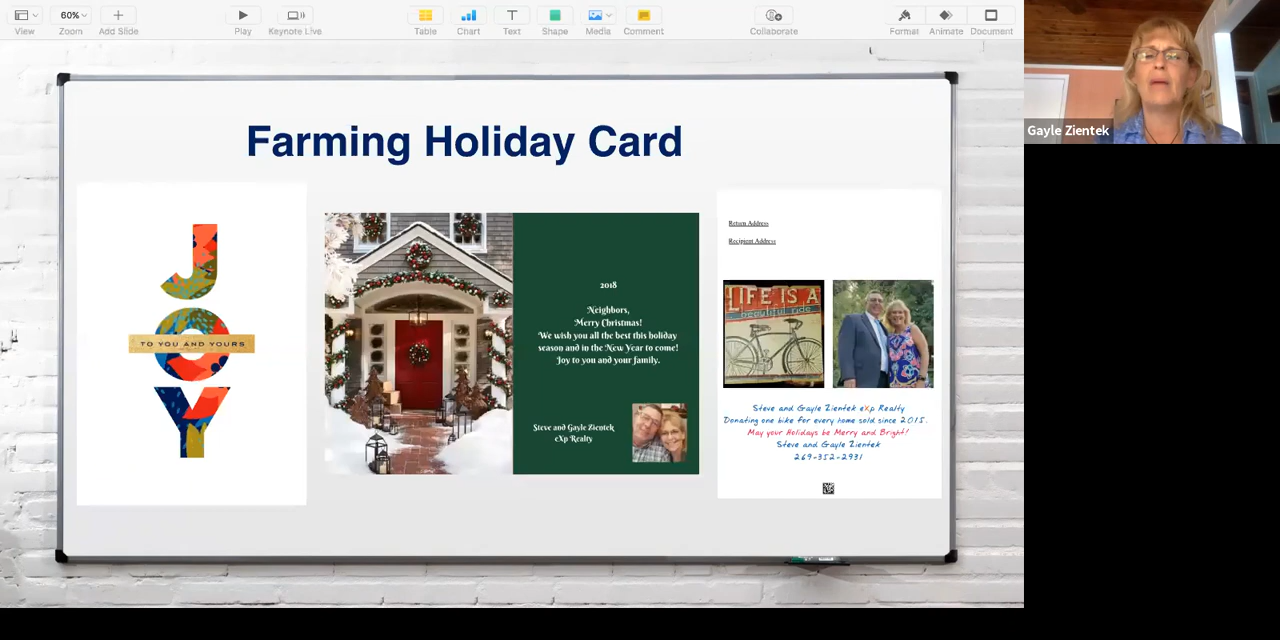 View
60%
Zoom
Add Slide
Play
Keynote Live
Table
Chart
Text
Shape
Media
Comment
Collaborate
Format
Animate
Document
Gayle Zientek
Farming Holiday Card
J
O
TO YOU AND YOURS
Y
2018
Neighbors,
Merry Christmas!
We wish you all the best this holiday
season and in the New Year to come!
Joy to you and your family.
Steve and Gayle Zientek
eXp Realty
Return Address
Recipient Address
LIFE IS A
beautiful ride
Steve and Gayle Zientek eXp Realty
Donating one bike for every home sold since 2015.
May your Holidays be Merry and Bright!
Steve and Gayle Zientek
269-352-2931